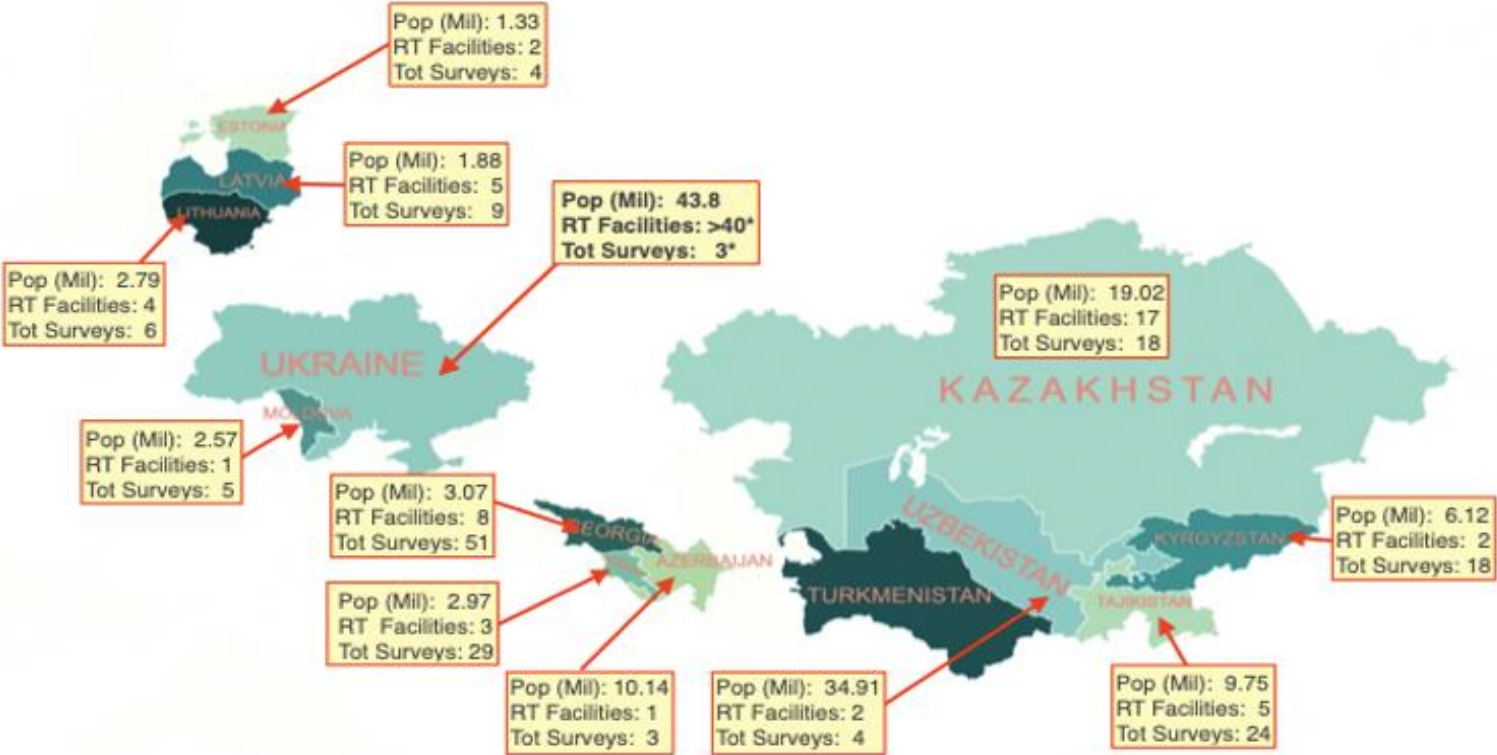 Pop (Mil): 1.33
RT Facilities: 2
Tot Surveys: 4
ESTONIA
Pop (Mil): 1.88
RT Facilities: 5
Tot Surveys: 9
LATVIA
LITHUANIA
Pop (Mil): 43.8
RT Facilities: >40*
Tot Surveys: 3*
Pop (Mil): 2.79
RT Facilities: 4
Tot Surveys: 6
Pop (Mil): 19.02
RT Facilities: 17
Tot Surveys: 18
UKRAINE
KAZAKHSTAN
MOLDOVA
Pop (Mil): 2.57
RT Facilities: 1
Tot Surveys: 5
Pop (Mil): 3.07
RT Facilities: 8
Tot Surveys: 51
GEORGIA
AZERBAIJAN
UZBEKISTAN
KYRGYZSTAN
Pop (Mil): 6.12
RT Facilities: 2
Tot Surveys: 18
TURKMENISTAN
TAJIKISTAN
Pop (Mil): 2.97
RT Facilities: 3
Tot Surveys: 29
Pop (Mil): 10.14
RT Facilities: 1
Tot Surveys: 3
Pop (Mil): 34.91
RT Facilities: 2
Tot Surveys: 4
Pop (Mil): 9.75
RT Facilities: 5
Tot Surveys: 24